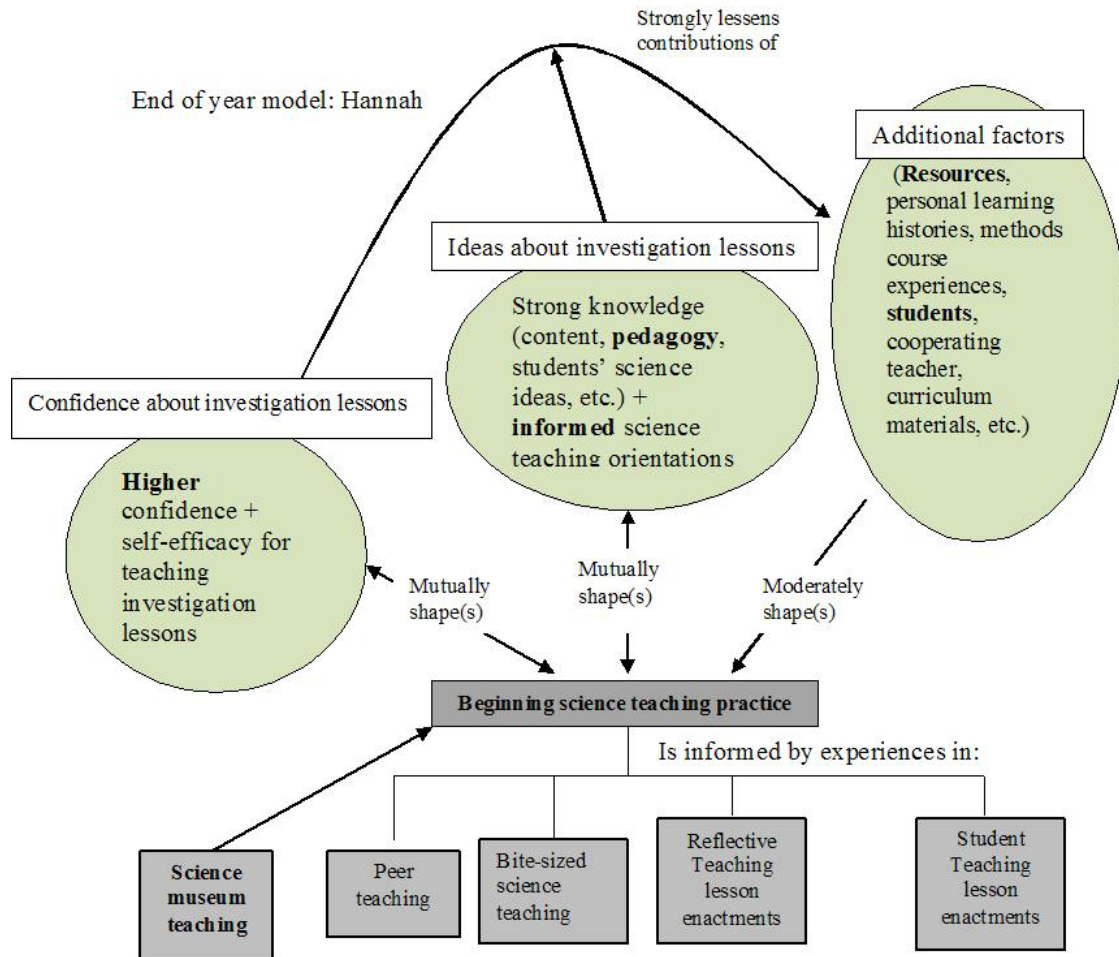 Strongly lessens
contributions of
End of year model: Hannah
Additional factors
(Resources,
personal learning
histories, methods
course
experiences,
students,
cooperating
teacher,
curriculum
materials, etc.)
Ideas about investigation lessons
Strong knowledge
(content, pedagogy,
students’ science
ideas, etc.) +
informed science
teaching orientations
Confidence about investigation lessons
Higher
confidence +
self-efficacy for
teaching
investigation
lessons
Mutually
shape(s)
Mutually
shape(s)
Moderately
shape(s)
Beginning science teaching practice
Is informed by experiences in:
Science
museum
teaching
Peer
teaching
Bite-sized
science
teaching
Reflective
Teaching
lesson
enactments
Student
Teaching
lesson
enactments